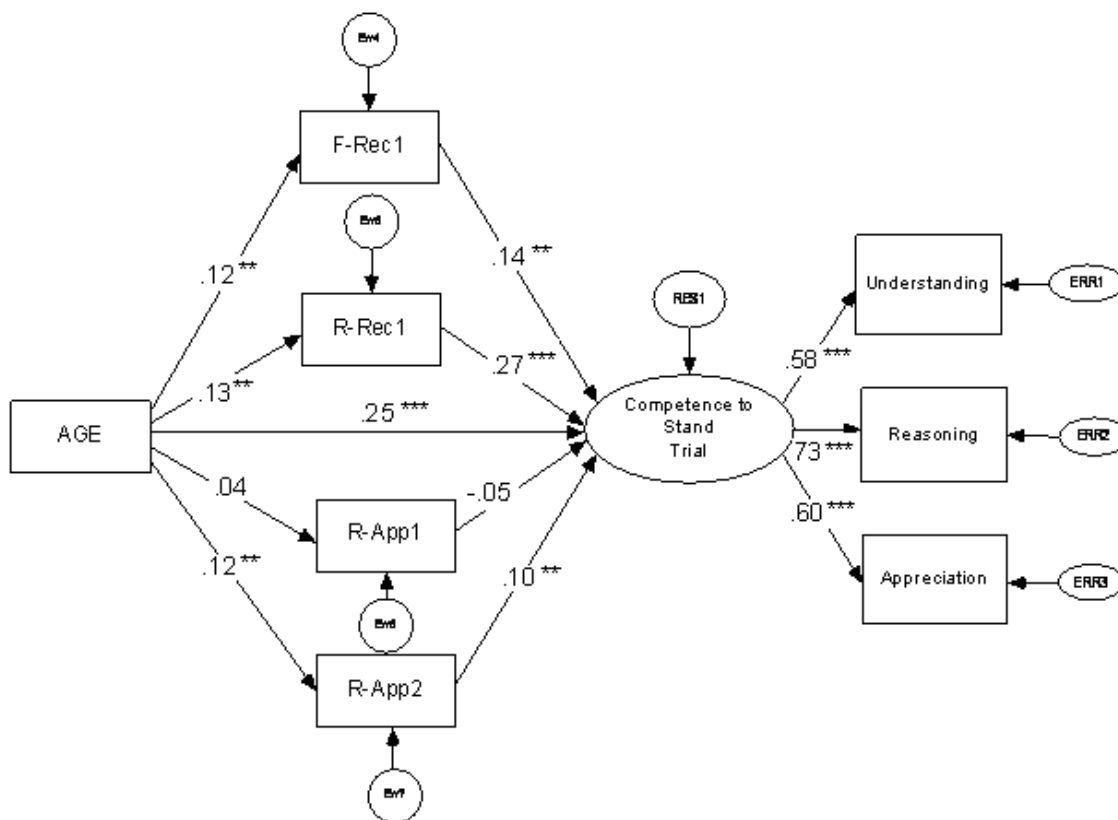 Err4
F-Rec1
.12 **
.14 **
R-Rec1
.13 **
.27 ***
AGE
.25 ***
RES1
Competence to
Stand
Trial
.58 ***
Understanding
ERR1
73 ***
Reasoning
ERR2
.60 ***
Appreciation
ERR3
.04
R-App1
-.05
.12 **
R-App2
.10 **